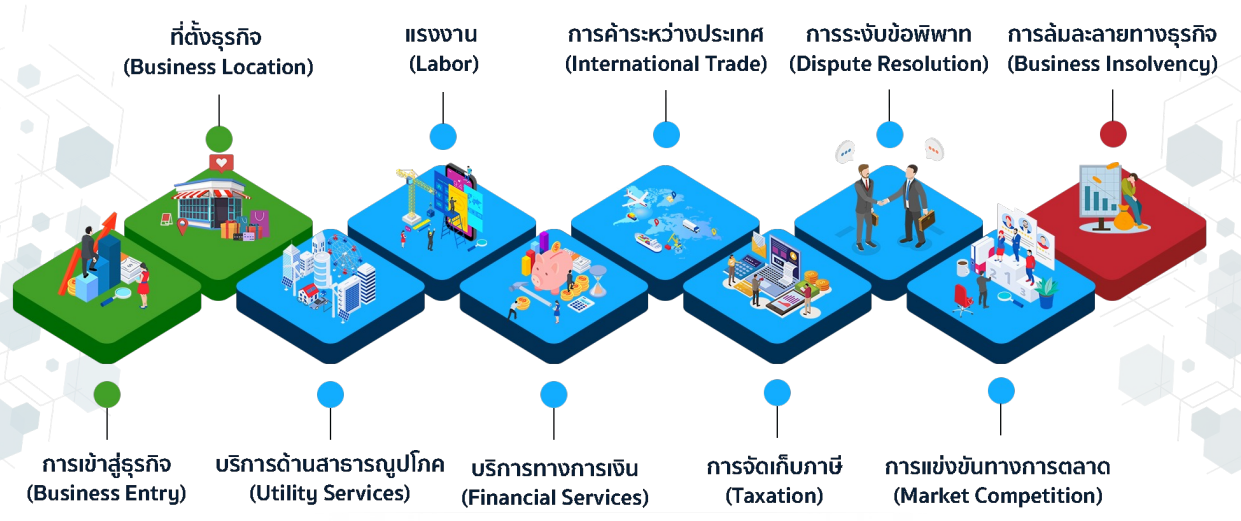 ที่ตั้งธุรกิจ
(Business Location)
แรงงาน
(Labor)
การค้าระหว่างประเทศ
(International Trade)
การระงับข้อพิพาท
(Dispute Resolution)
การล้มละลายทางธุรกิจ
(Business Insolvency)
การเข้าสู่ธุรกิจ
(Business Entry)
บริการด้านสาธารณูปโภค
(Utility Services)
บริการทางการเงิน
(Financial Services)
การจัดเก็บภาษี
(Taxation)
การแข่งขันทางการตลาด
(Market Competition)